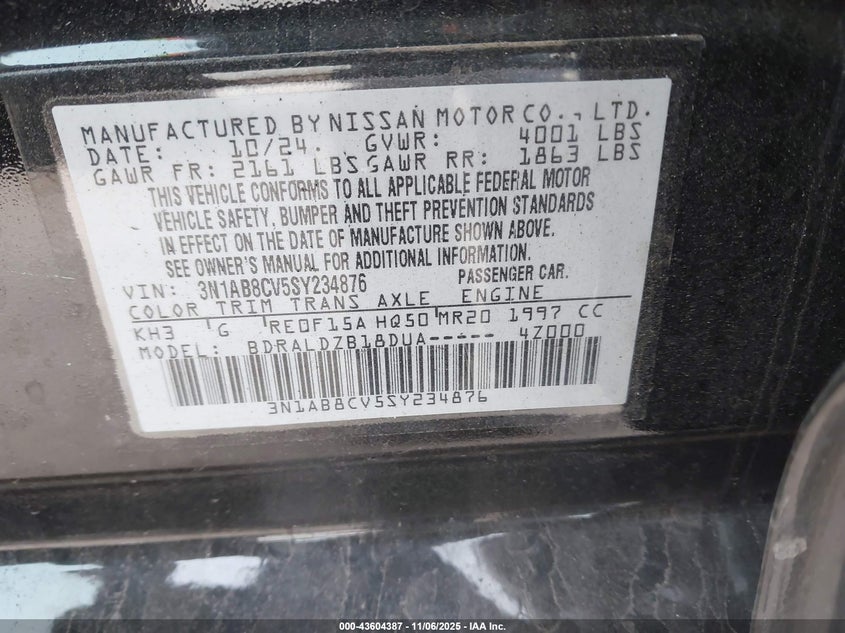 MANUFACTURED BY NISSAN MOTOR CO., LTD.
DATE: 10/24. GVWR: 4001 LBS
GAWR FR: 2161 LBS GAWR RR: 1863 LBS
THIS VEHICLE CONFORMS TO ALL APPLICABLE FEDERAL MOTOR
VEHICLE SAFETY, BUMPER AND THEFT PREVENTION STANDARDS
IN EFFECT ON THE DATE OF MANUFACTURE SHOWN ABOVE.
SEE OWNER'S MANUAL FOR ADDITIONAL INFORMATION.
VIN: 3N1AB8CV5SY234876 PASSENGER CAR.
COLOR TRIM TRANS AXLE ENGINE
KH3 G RE0F15A HQ50 MR20 1997 CC
MODEL: BDRALDZB18DUA----- 4Z000
3N1AB8CV5SY234876
000-43604387 - 11/06/2025 - © IAA Inc.